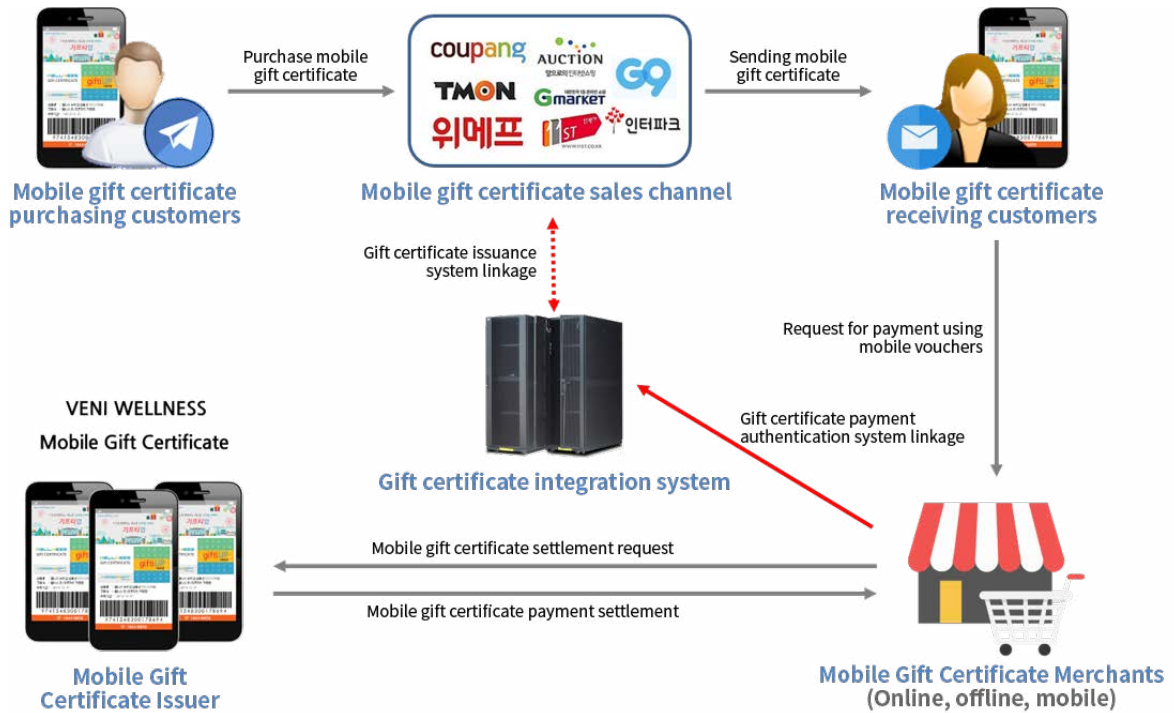 Purchase mobile
gift certificate
coupang
AUCTION
TMON
Gmarket
G9
위메프
11ST
인터파크
Sending mobile
gift certificate
Mobile gift certificate
purchasing customers
Mobile gift certificate sales channel
Mobile gift certificate
receiving customers
Gift certificate issuance
system linkage
Request for payment using
mobile vouchers
VENI WELLNESS
Mobile Gift Certificate
Gift certificate payment
authentication system linkage
Gift certificate integration system
Mobile gift certificate settlement request
Mobile gift certificate payment settlement
Mobile Gift
Certificate Issuer
Mobile Gift Certificate Merchants
(Online, offline, mobile)